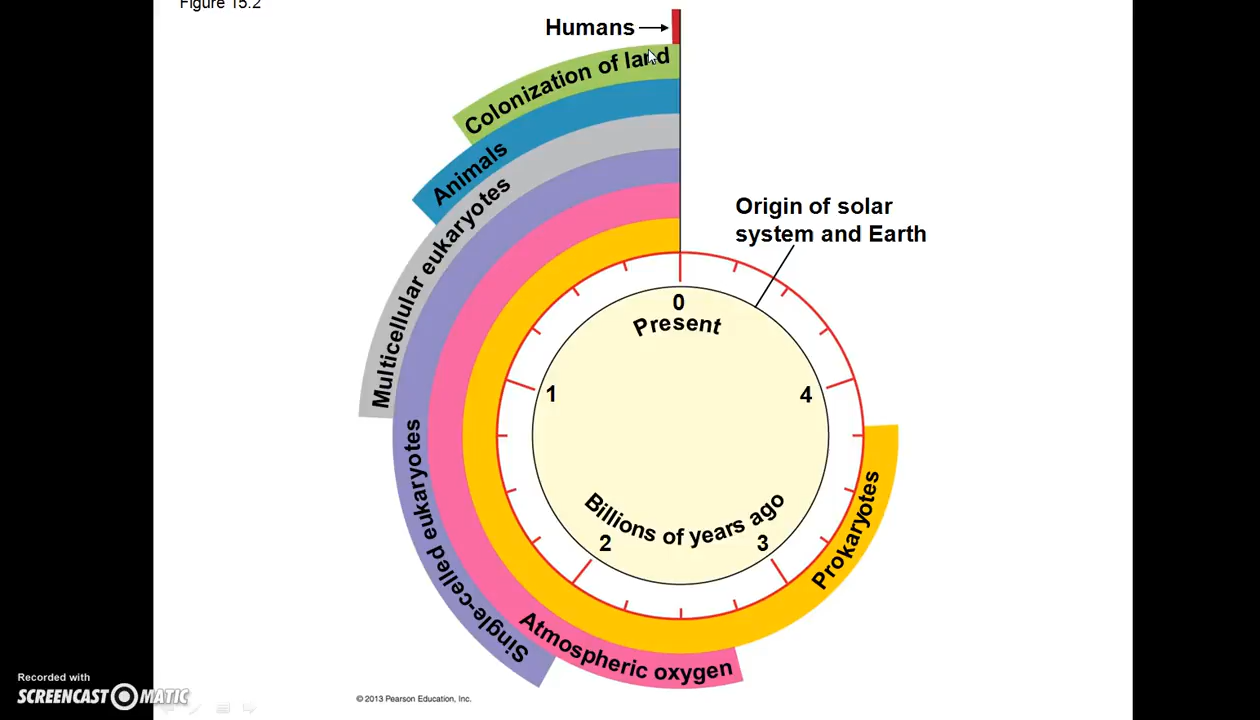 Figure 15.2
Humans
Colonization of land
Animals
Multicellular eukaryotes
Origin of solar
system and Earth
0
Present
1
4
Billions of years ago
2
3
Single-celled eukaryotes
Atmospheric oxygen
Prokaryotes
Recorded with
SCREENCAST MATIC
© 2013 Pearson Education, Inc.